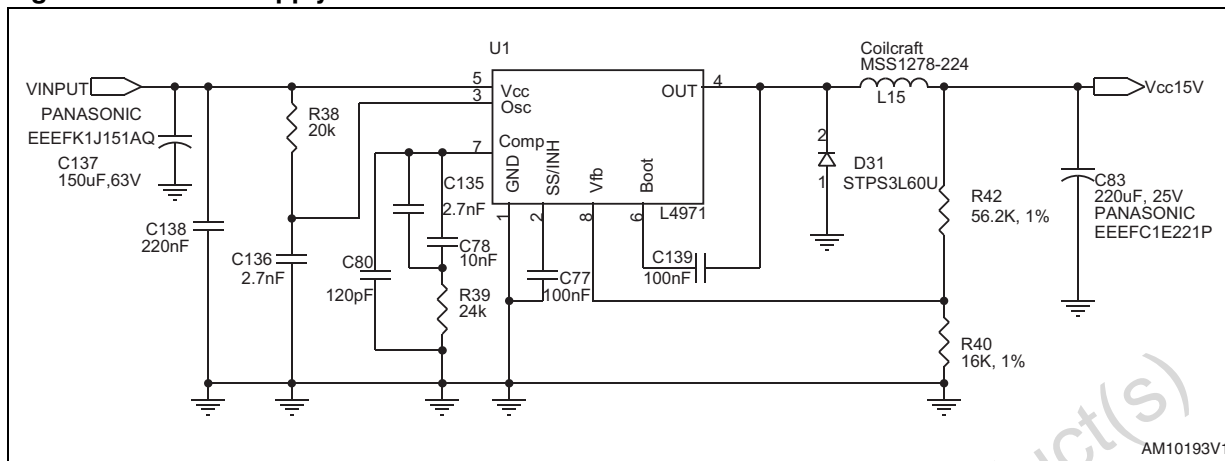 U1
Coilcraft
MSS1278-224
L15
VINPUT
PANASONIC
EEEFK1J151AQ
C137
150uF,63V
R38
20k
5
3
7
Vcc
Osc
Comp
GND
SS/INH
Vfb
Boot
OUT
4
1
2
8
6
L4971
Vcc15V
2
1
D31
STPS3L60U
C83
220uF, 25V
PANASONIC
EEEFC1E221P
R42
56.2K, 1%
C135
2.7nF
C138
220nF
C136
2.7nF
C80
120pF
C78
10nF
R39
24k
C77
100nF
C139
100nF
R40
16K, 1%
uct(s)
AM10193V1